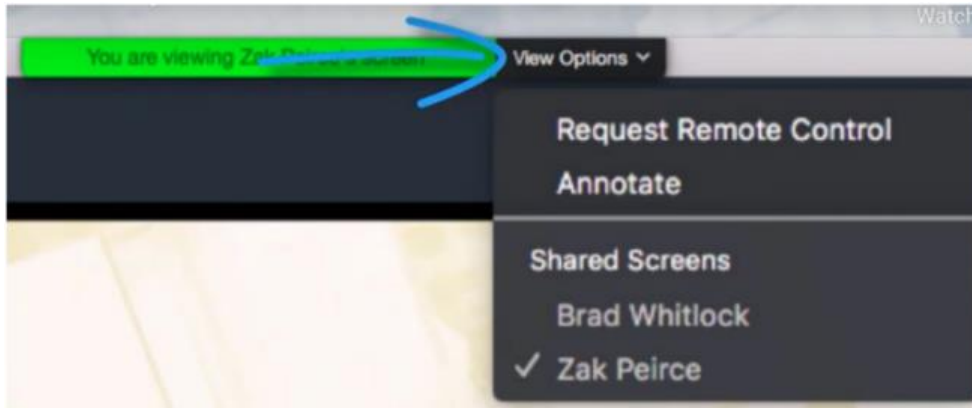 Watch
You are viewing Zak Peirce's screen
View Options
Request Remote Control
Annotate
Shared Screens
Brad Whitlock
Zak Peirce